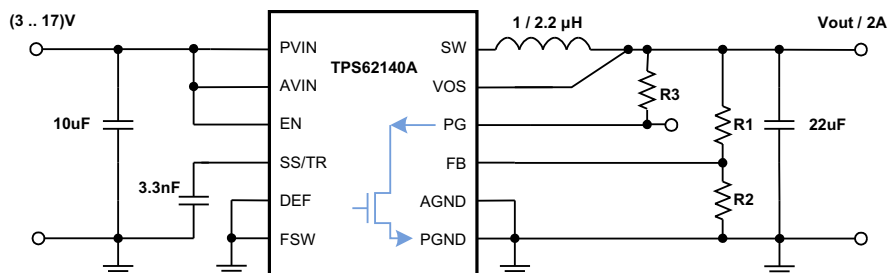 (3 .. 17)V
1 / 2.2 µH
Vout / 2A
TPS62140A
PVIN
SW
AVIN
VOS
R3
10uF
EN
PG
R1
22uF
SS/TR
FB
3.3nF
DEF
AGND
R2
FSW
PGND